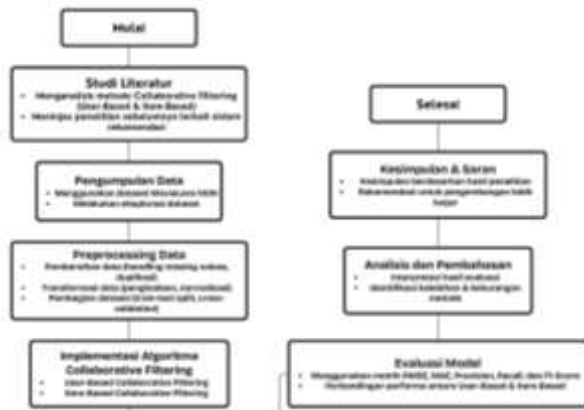 Mulai
Studi Literatur
Menganalisis metode Collaborative Filtering
(User-Based & Item-Based)
Meninjau penelitian sebelumnya terkait sistem
rekomendasi
Pengumpulan Data
Menggunakan dataset MovieLens
Melakukan eksplorasi dataset
Preprocessing Data
Pembersihan data (handling missing values,
duplikat)
Transformasi data (pengkodean, normalisasi)
Pembagian dataset (train-test split, cross-
validation)
Implementasi Algoritma
Collaborative Filtering
User-Based Collaborative Filtering
Item-Based Collaborative Filtering
Selesai
Kesimpulan & Saran
Kesimpulan berdasarkan hasil penelitian
Rekomendasi untuk pengembangan lebih
lanjut
Analisis dan Pembahasan
Interpretasi hasil evaluasi
Identifikasi kelebihan & kekurangan
metode
Evaluasi Model
Menggunakan metrik RMSE, MAE, Precision, Recall, dan F1-Score
Perbandingan performa antara User-Based & Item-Based